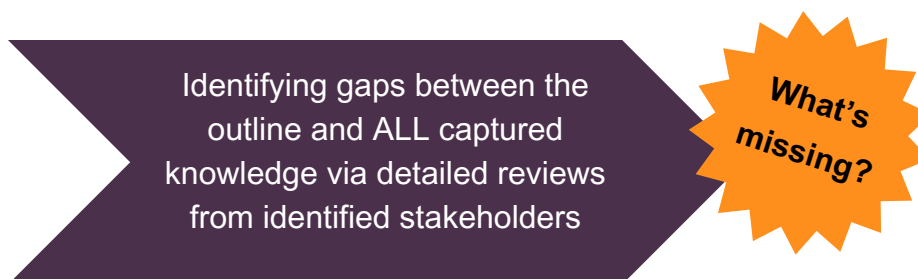 Identifying gaps between the
outline and ALL captured
knowledge via detailed reviews
from identified stakeholders
What's
missing?